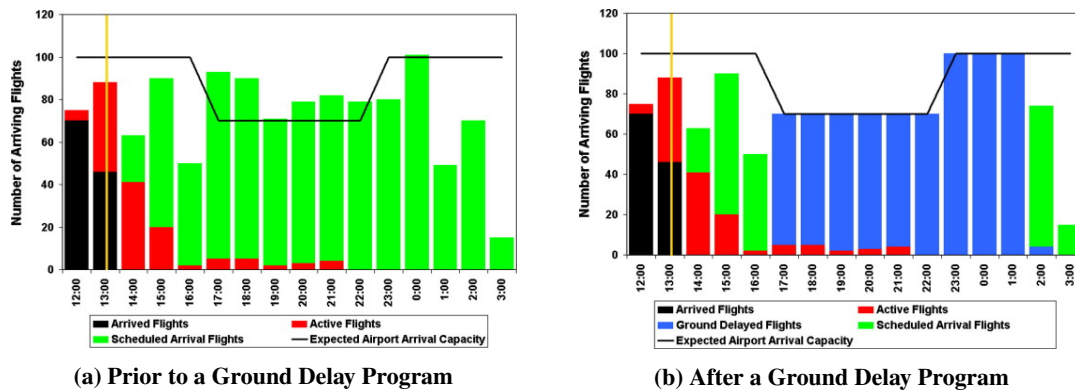 120
100
80
60
40
20
0
Number of Arriving Flights
12:00 13:00 14:00 15:00 16:00 17:00 18:00 19:00 20:00 21:00 22:00 23:00 0:00 1:00 2:00 3:00
Arrived Flights Active Flights
Scheduled Arrival Flights Expected Airport Arrival Capacity
(a) Prior to a Ground Delay Program
120
100
80
60
40
20
0
Number of Arriving Flights
12:00 13:00 14:00 15:00 16:00 17:00 18:00 19:00 20:00 21:00 22:00 23:00 0:00 1:00 2:00 3:00
Arrived Flights Active Flights
Ground Delayed Flights Scheduled Arrival Flights
Expected Airport Arrival Capacity
(b) After a Ground Delay Program